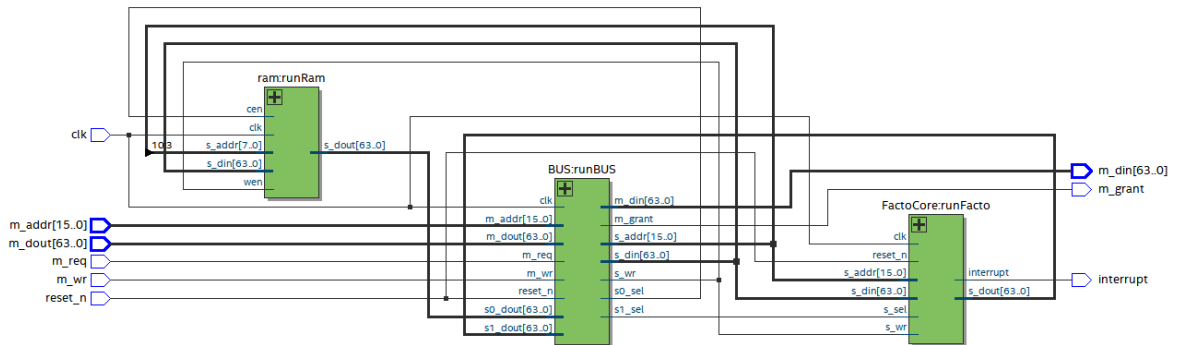 ram:runRam
cen
clk
clk
10:3
s_addr[7..0]
s_dout[63..0]
s_din[63..0]
wen
BUS:runBUS
clk
m_din[63..0]
m_din[63..0]
m_addr[15..0]
m_addr[15..0]
m_grant
m_grant
m_dout[63..0]
m_dout[63..0]
s_addr[15..0]
m_req
m_req
s_din[63..0]
m_wr
m_wr
s_wr
reset_n
reset_n
s0_sel
s0_dout[63..0]
s1_sel
s1_dout[63..0]
FactoCore:runFacto
clk
reset_n
s_addr[15..0]
interrupt
interrupt
s_din[63..0]
s_dout[63..0]
s_sel
s_wr